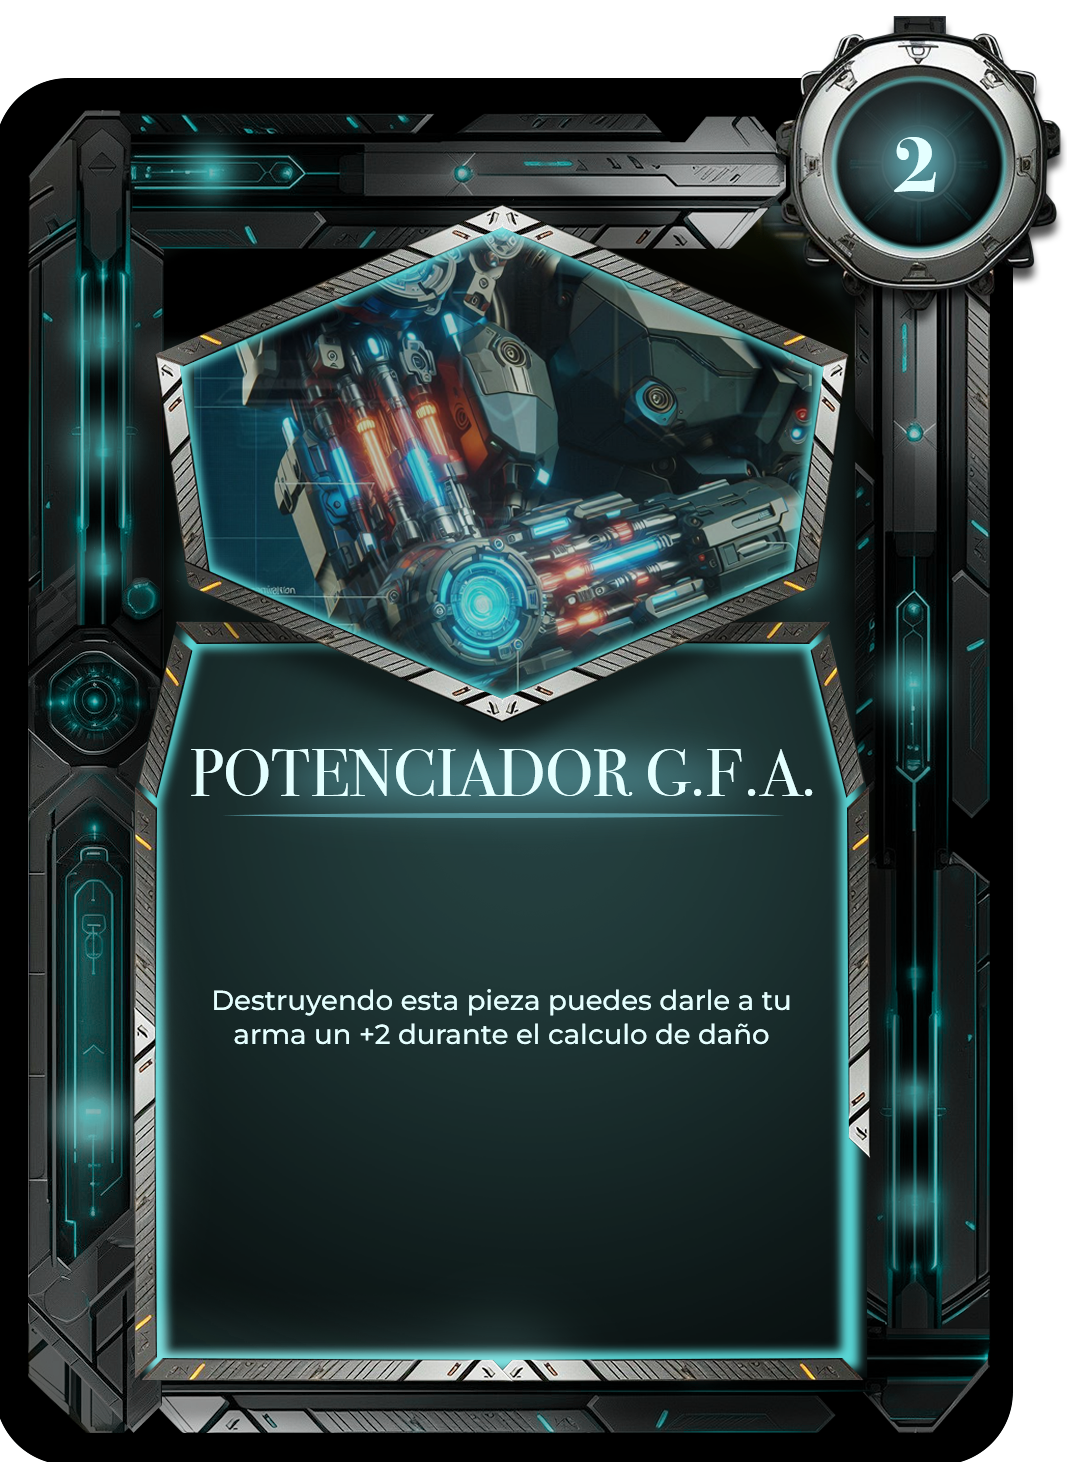 2
POTENCIADOR G.F.A.
Destruyendo esta pieza puedes darle a tu
arma un +2 durante el calculo de daño